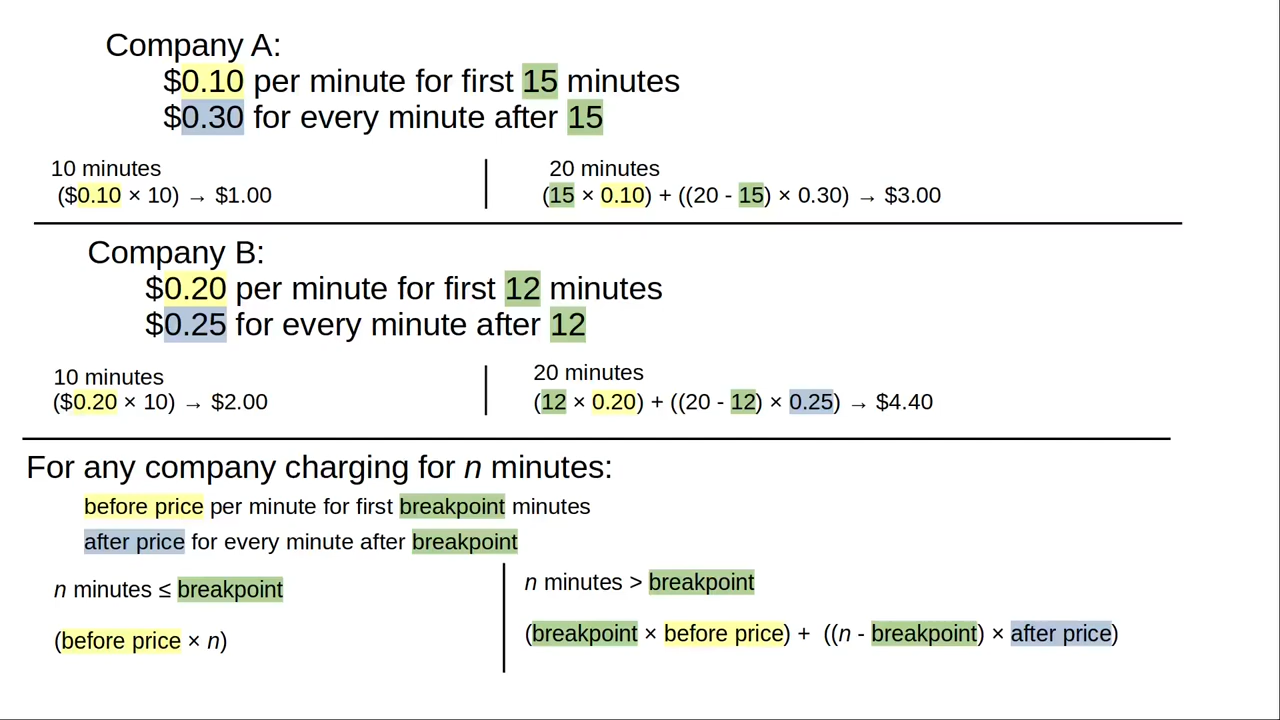 Company A:
$0.10 per minute for first 15 minutes
$0.30 for every minute after 15
10 minutes
($0.10 × 10) → $1.00
20 minutes
(15 × 0.10) + ((20 - 15) × 0.30) → $3.00
Company B:
$0.20 per minute for first 12 minutes
$0.25 for every minute after 12
10 minutes
($0.20 × 10) → $2.00
20 minutes
(12 × 0.20) + ((20 - 12) × 0.25) → $4.40
For any company charging for n minutes:
before price per minute for first breakpoint minutes
after price for every minute after breakpoint
n minutes ≤ breakpoint
(before price × n)
n minutes > breakpoint
(breakpoint × before price) + ((n - breakpoint) × after price)